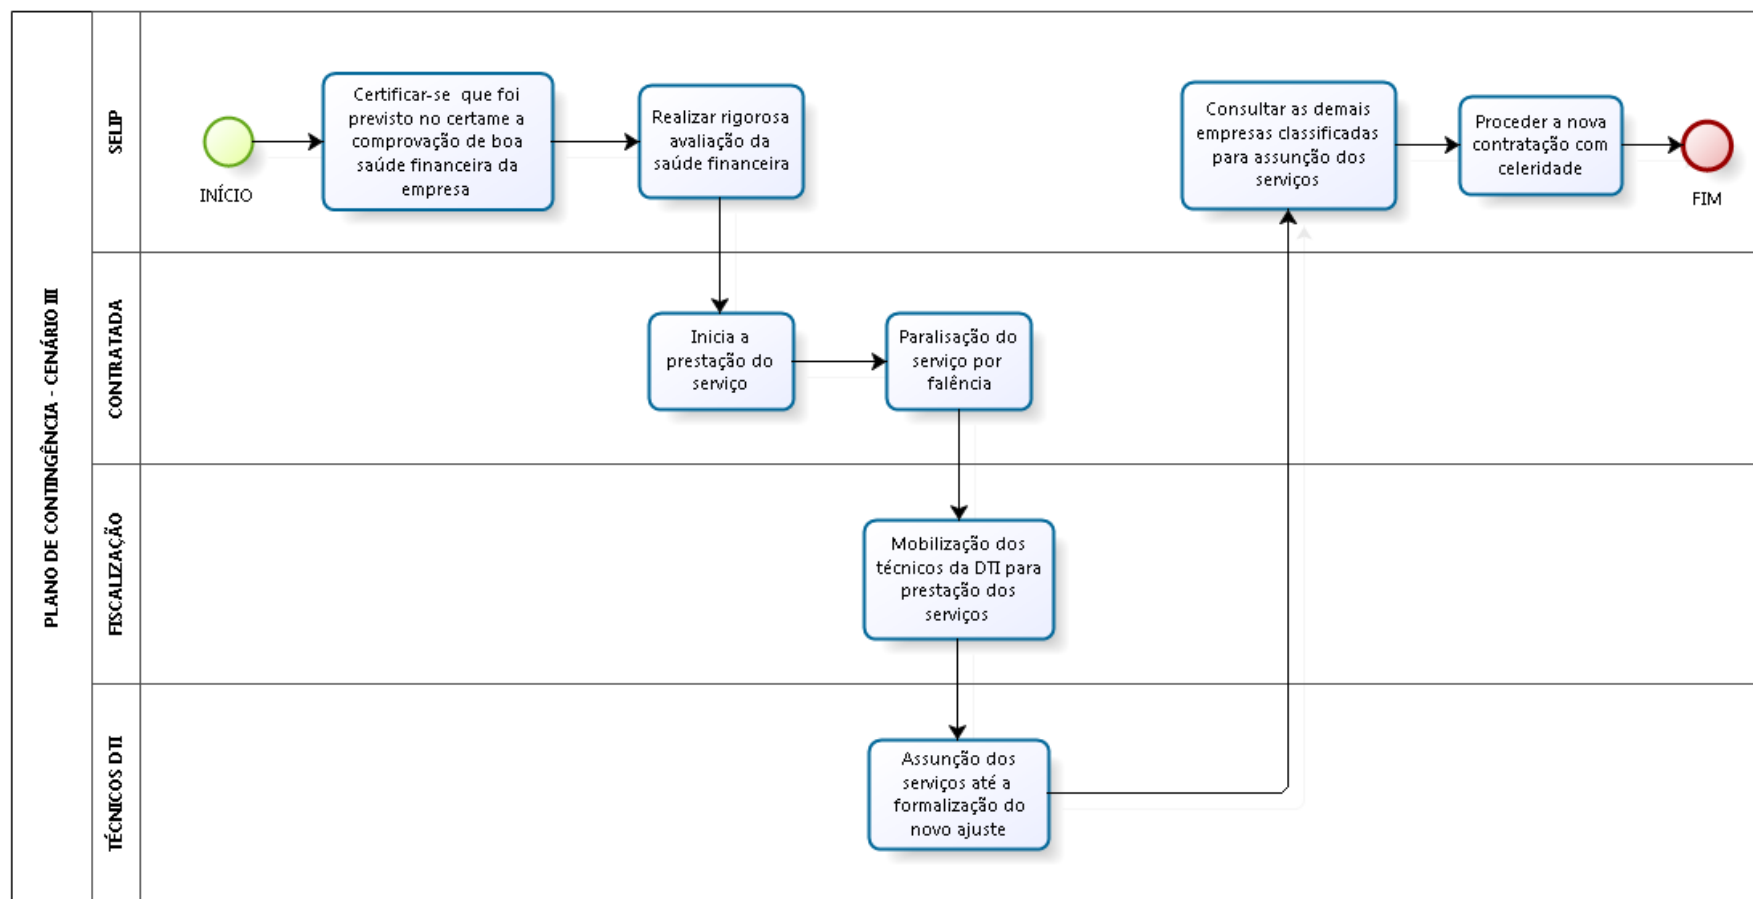 PLANO DE CONTINGÊNCIA - CENÁRIO III
SELIP
INÍCIO
Certificar-se que foi
previsto no certame a
comprovação de boa
saúde financeira da
empresa
Realizar rigorosa
avaliação da
saúde financeira
Consultar as demais
empresas classificadas
para assunção dos
serviços
Proceder a nova
contratação com
celeridade
FIM
CONTRATADA
Inicia a
prestação do
serviço
Paralisação do
serviço por
falência
FISCALIZAÇÃO
Mobilização dos
técnicos da DTI para
prestação dos
serviços
TÉCNICOS DTI
Assunção dos
serviços até a
formalização do
novo ajuste